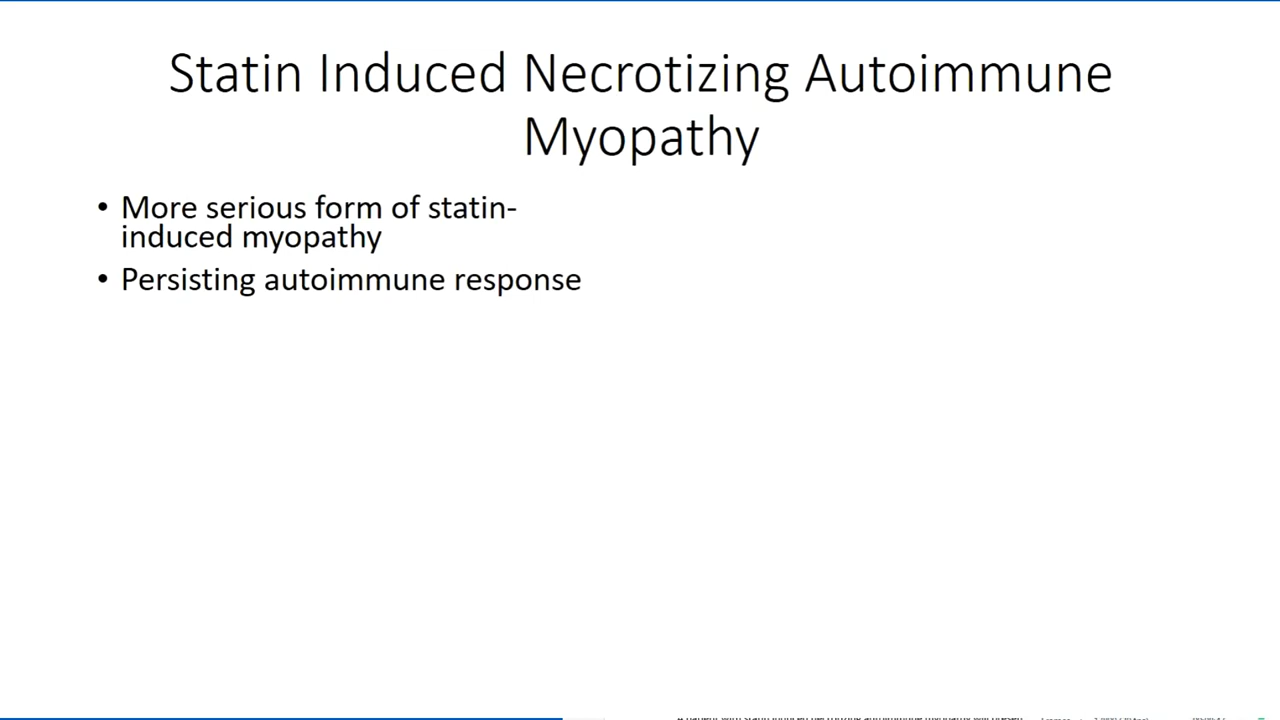 Statin Induced Necrotizing Autoimmune
Myopathy
• More serious form of statin-
induced myopathy
• Persisting autoimmune response